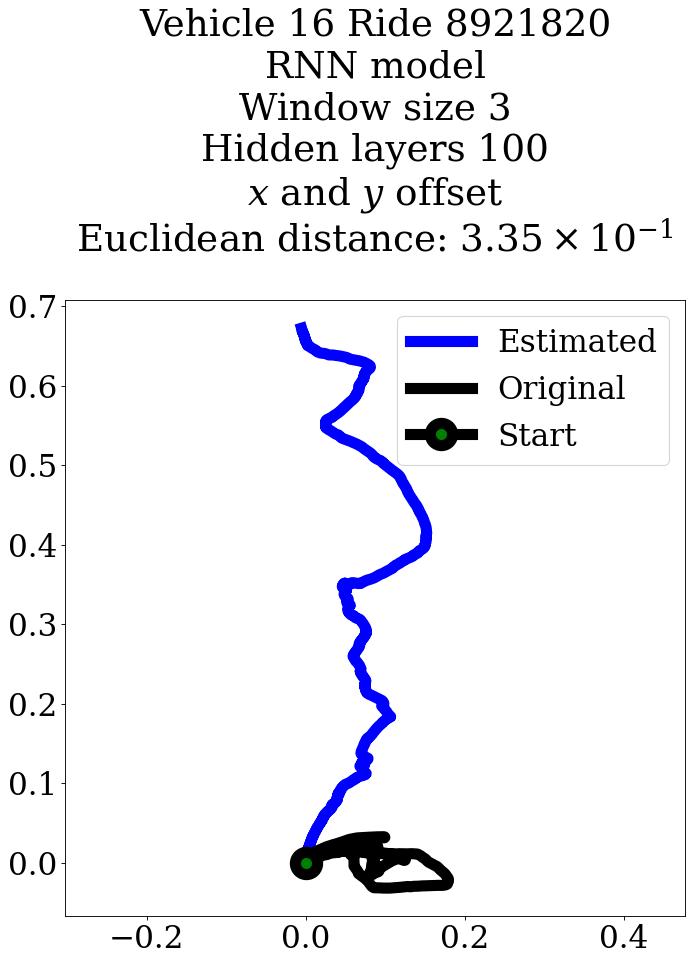 Vehicle 16 Ride 8921820
RNN model
Window size 3
Hidden layers 100
x and y offset
Euclidean distance: 3.35 × 10⁻¹
0.7
0.6
0.5
0.4
0.3
0.2
0.1
0.0
Estimated
Original
Start
−0.2 0.0 0.2 0.4